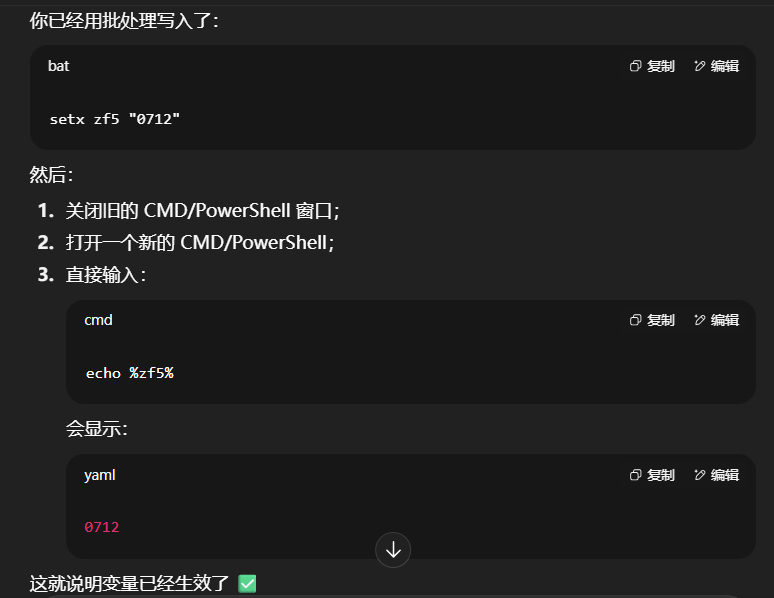 你已经用批处理写入了：
bat 复制 编辑
setx zf5 "0712"
然后：
1. 关闭旧的 CMD/PowerShell 窗口；
2. 打开一个新的 CMD/PowerShell；
3. 直接输入：
cmd 复制 编辑
echo %zf5%
会显示：
yaml 复制 编辑
0712
这就说明变量已经生效了 ✅